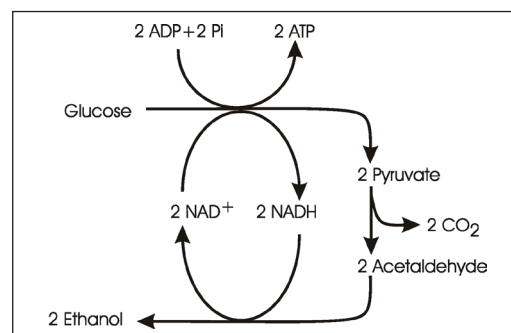 2 ADP+2 PI 2 ATP
Glucose
2 Pyruvate
2 NAD+ 2 NADH
2 CO2
2 Acetaldehyde
2 Ethanol